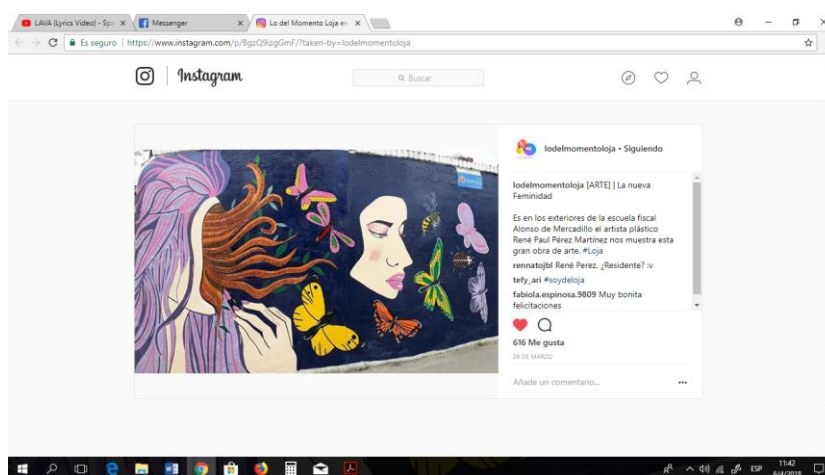 LAVA (Lyrics Video) - Spa
Messenger
Lo del Momento Loja en
Es seguro
https://www.instagram.com/p/BgzQ9izgGmF/?taken-by=lodelmomentoloja
Instagram
Buscar
lodelmomentoloja • Siguiendo
lodelmomentoloja [ARTE] | La nueva
Feminidad
Es en los exteriores de la escuela fiscal
Alonso de Mercadillo el artista plástico
René Paul Pérez Martínez nos muestra esta
gran obra de arte. #Loja
rennatojbl René Perez, ¿Residente? :v
tefy_ari #soydeloja
fabiola.espinosa.9809 Muy bonita
felicitaciones
616 Me gusta
28 DE MARZO
Añade un comentario...
ESP
11:42
6/4/2018